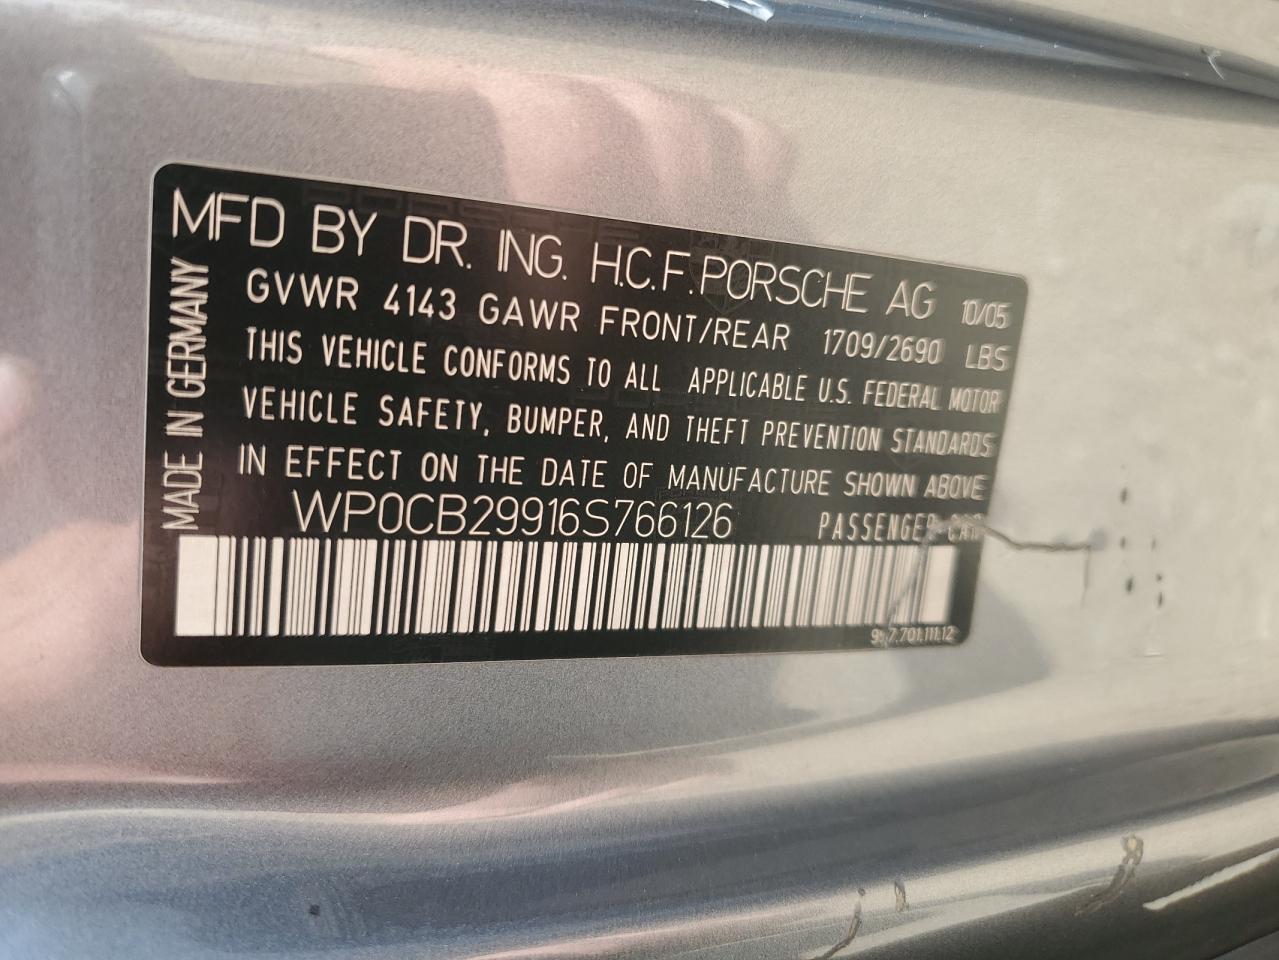 MFD BY DR. ING. H.C.F. PORSCHE AG 10/05
GVWR 4143 GAWR FRONT/REAR 1709/2690 LBS
THIS VEHICLE CONFORMS TO ALL APPLICABLE U.S. FEDERAL MOTOR
VEHICLE SAFETY, BUMPER, AND THEFT PREVENTION STANDARDS
IN EFFECT ON THE DATE OF MANUFACTURE SHOWN ABOVE
WP0CB29916S766126 PASSENGER CAR
MADE IN GERMANY